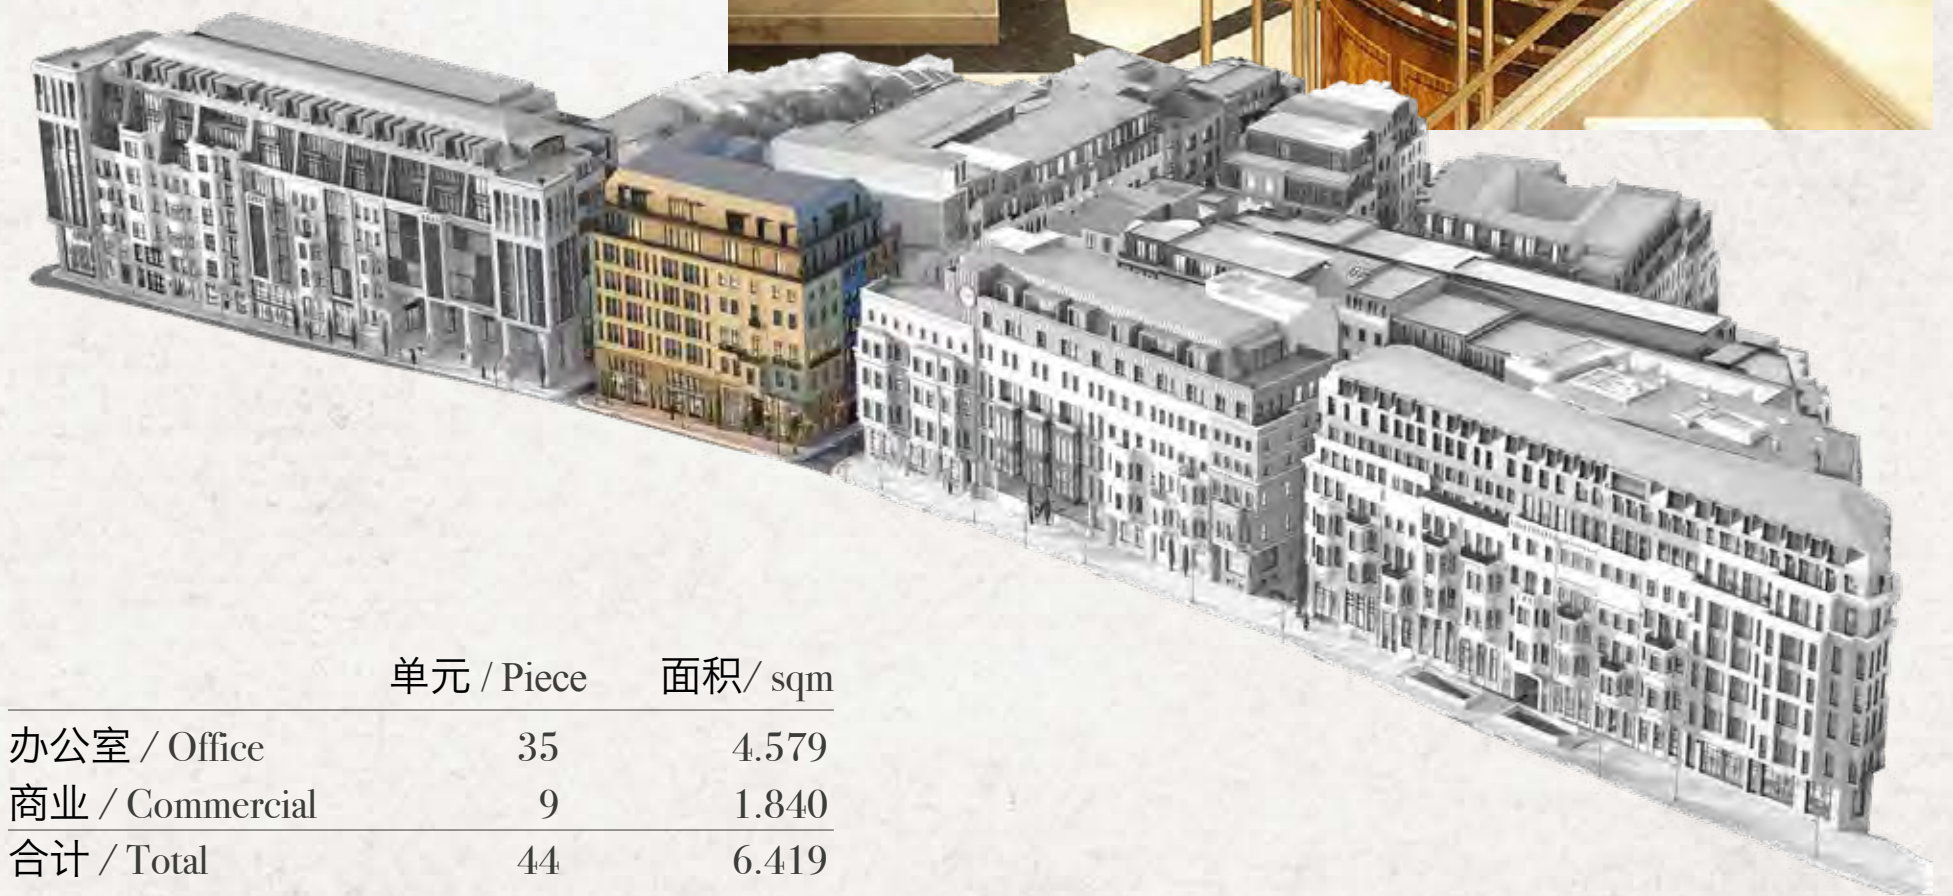 单元 / Piece 面积/ sqm
办公室 / Office 35 4.579
商业 / Commercial 9 1.840
合计 / Total 44 6.419